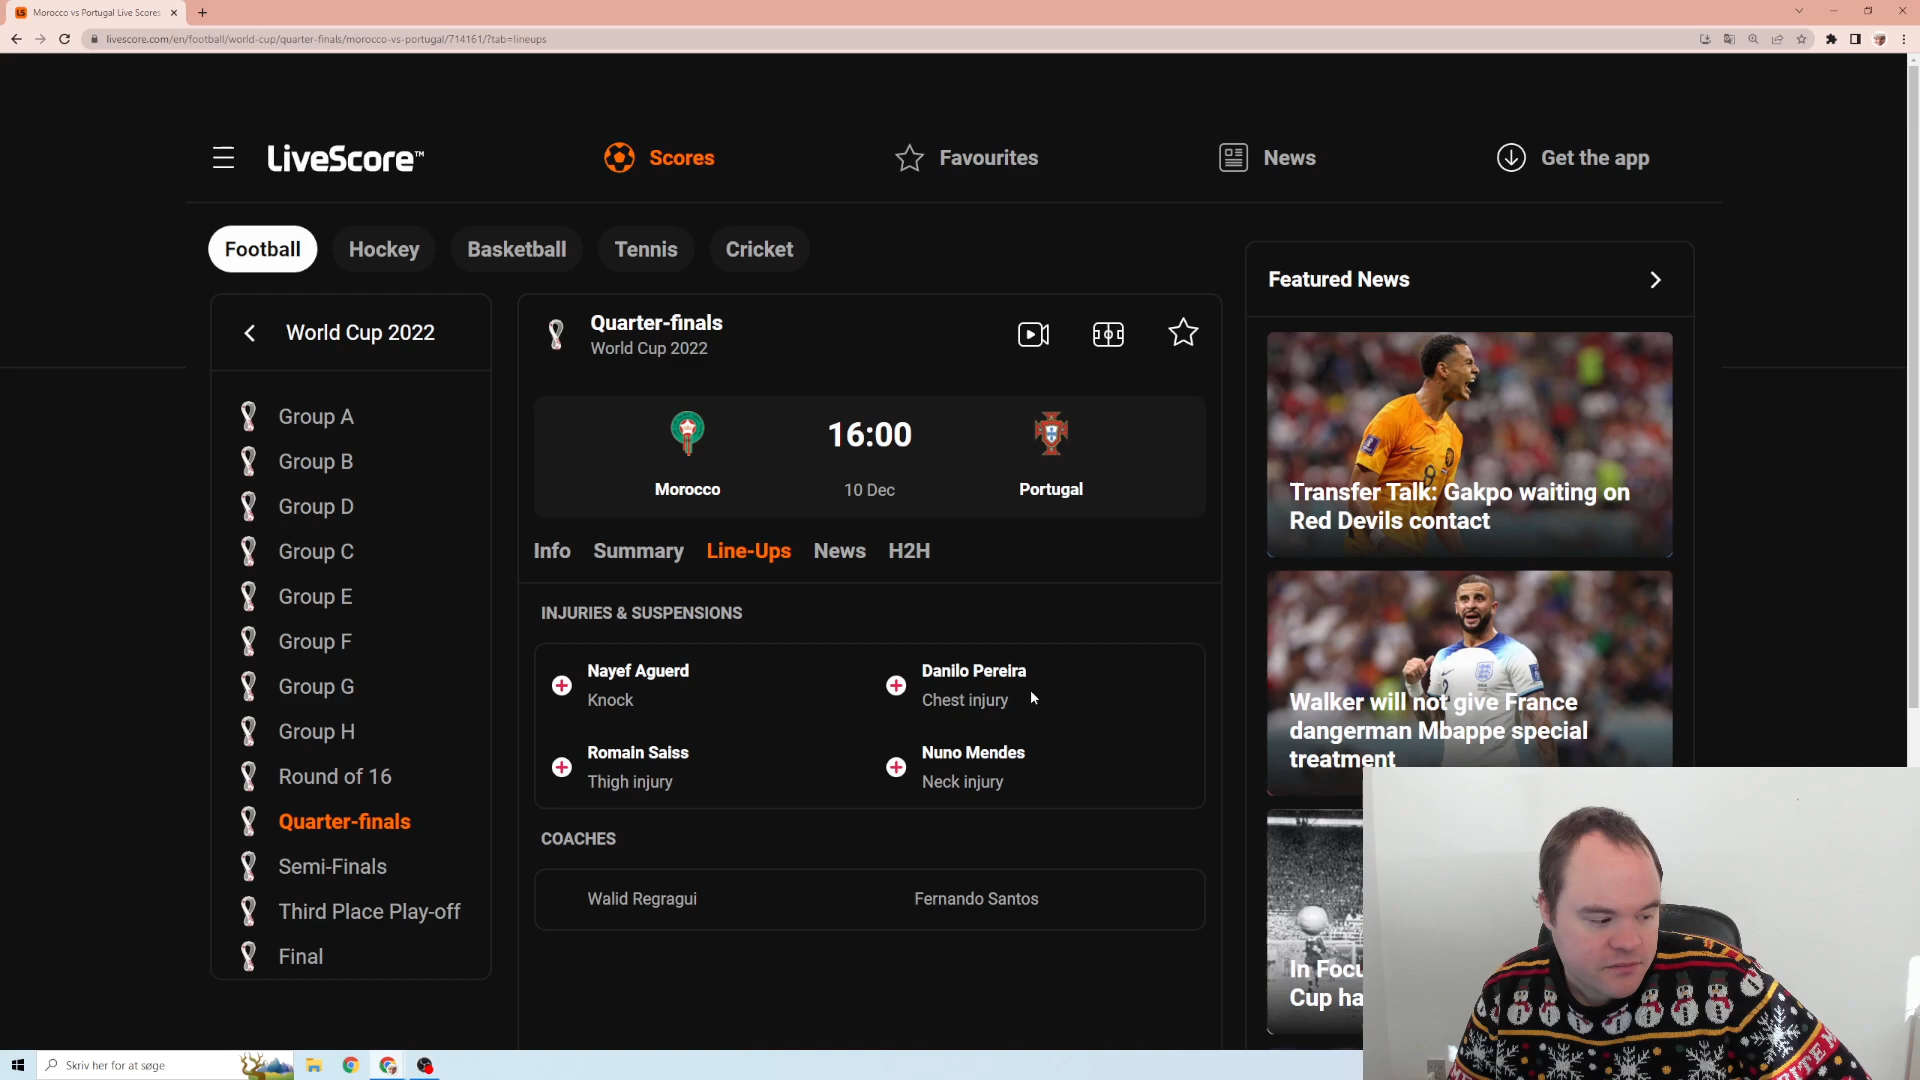 Morocco vs Portugal Live Scores
livescore.com/en/football/world-cup/quarter-finals/morocco-vs-portugal/714161/?tab=lineups
LiveScore™
Scores
Favourites
News
Get the app
Football
Hockey
Basketball
Tennis
Cricket
World Cup 2022
Group A
Group B
Group D
Group C
Group E
Group F
Group G
Group H
Round of 16
Quarter-finals
Semi-Finals
Third Place Play-off
Final
Quarter-finals
World Cup 2022
16:00
Morocco
10 Dec
Portugal
Info
Summary
Line-Ups
News
H2H
INJURIES & SUSPENSIONS
Nayef Aguerd
Knock
Danilo Pereira
Chest injury
Romain Saiss
Thigh injury
Nuno Mendes
Neck injury
COACHES
Walid Regragui
Fernando Santos
Featured News
Transfer Talk: Gakpo waiting on
Red Devils contact
Walker will not give France
dangerman Mbappe special
treatment
In Focu
Cup ha
Skriv her for at søge